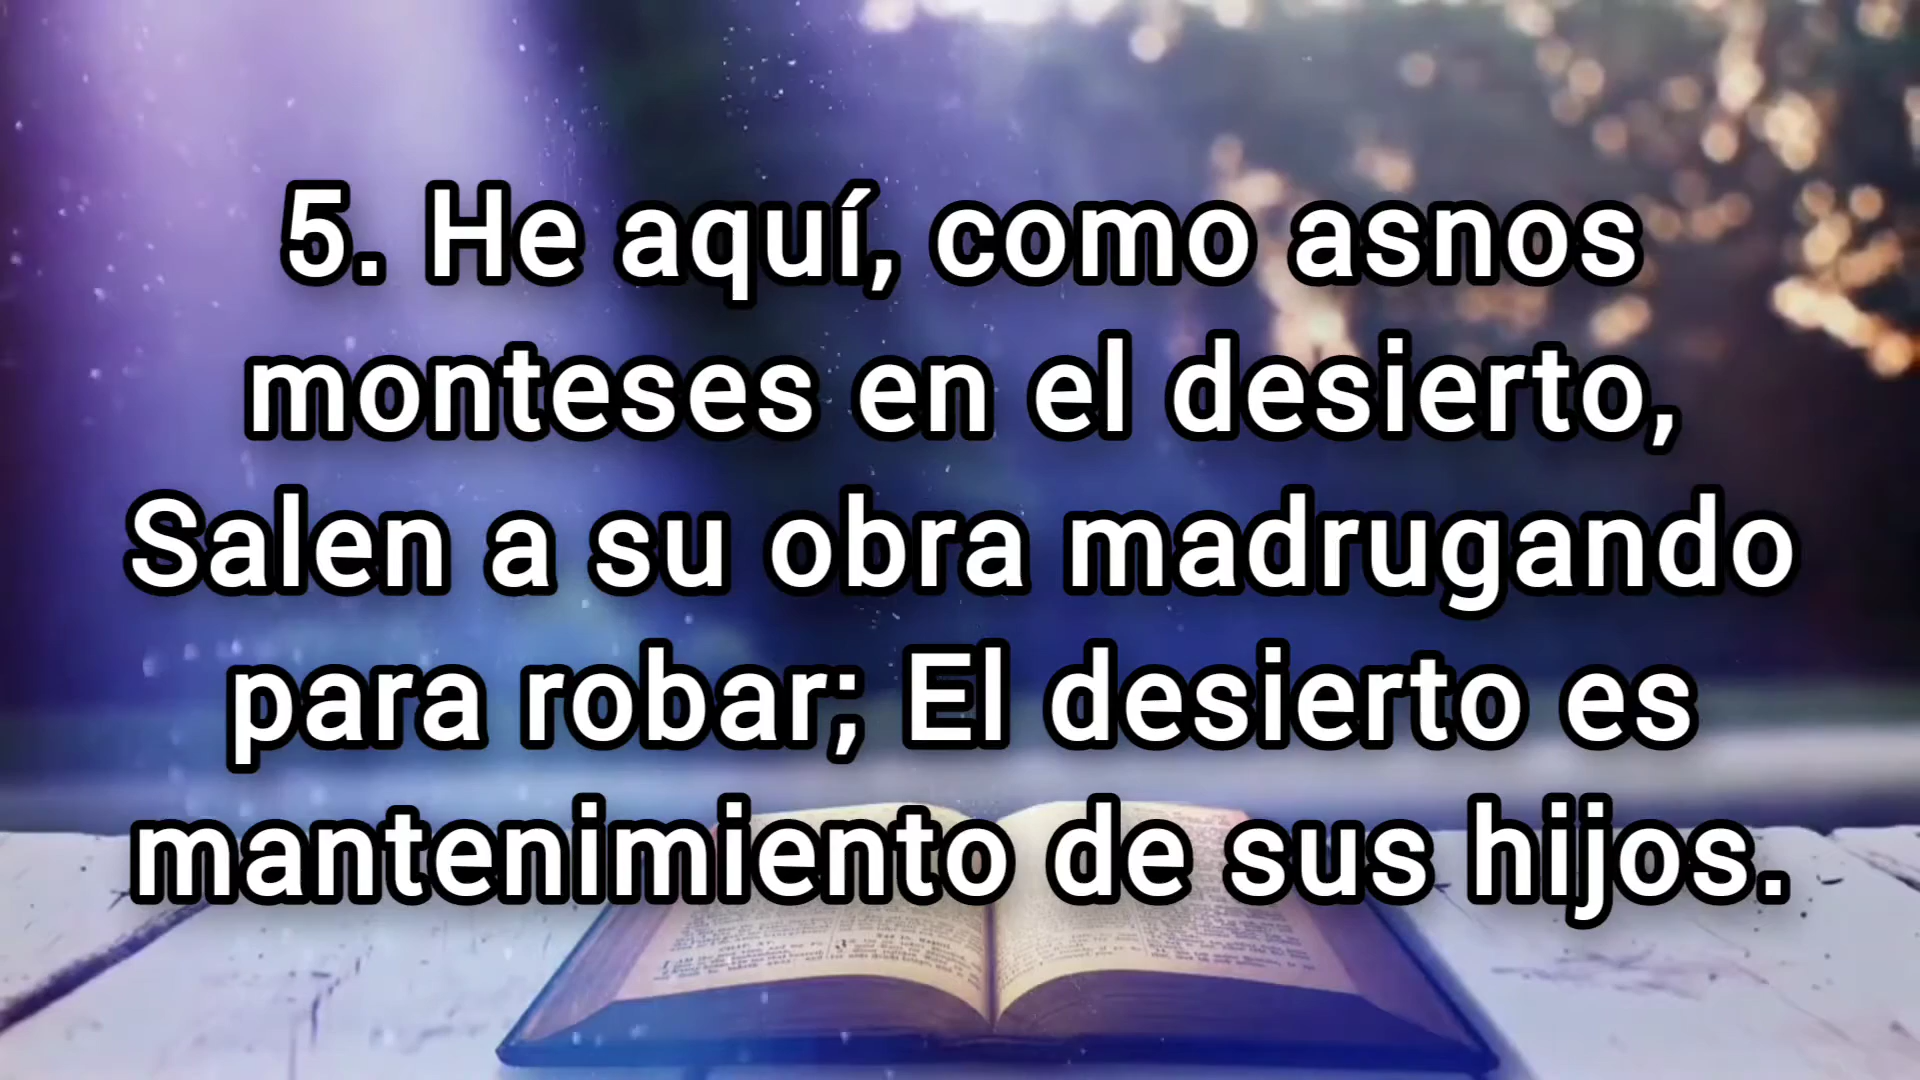 5. He aquí, como asnos
monteses en el desierto,
Salen a su obra madrugando
para robar; El desierto es
mantenimiento de sus hijos.